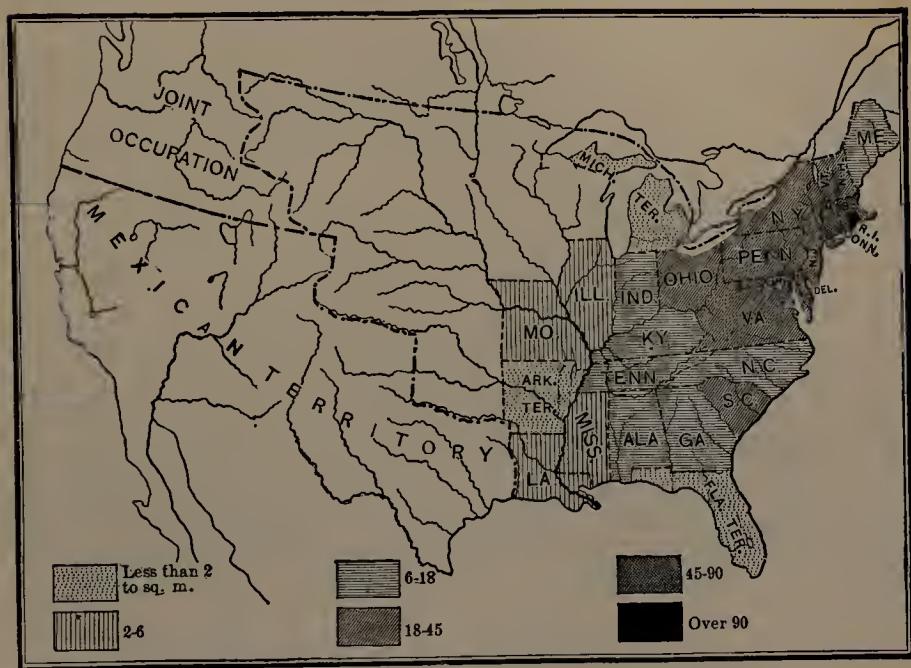 JOINT
OCCUPATION
MEXICAN TERRITORY
MICH.
TER.
ME.
N.Y.
R.I.
CONN.
PENN.
OHIO
DEL.
IND.
ILL.
VA.
MO
KY.
ARK.
TER.
TENN.
N.C.
S.C.
MISS
ALA
GA.
LA.
FLA. TER.
Less than 2
to sq. m.
2-6
6-18
18-45
45-90
Over 90